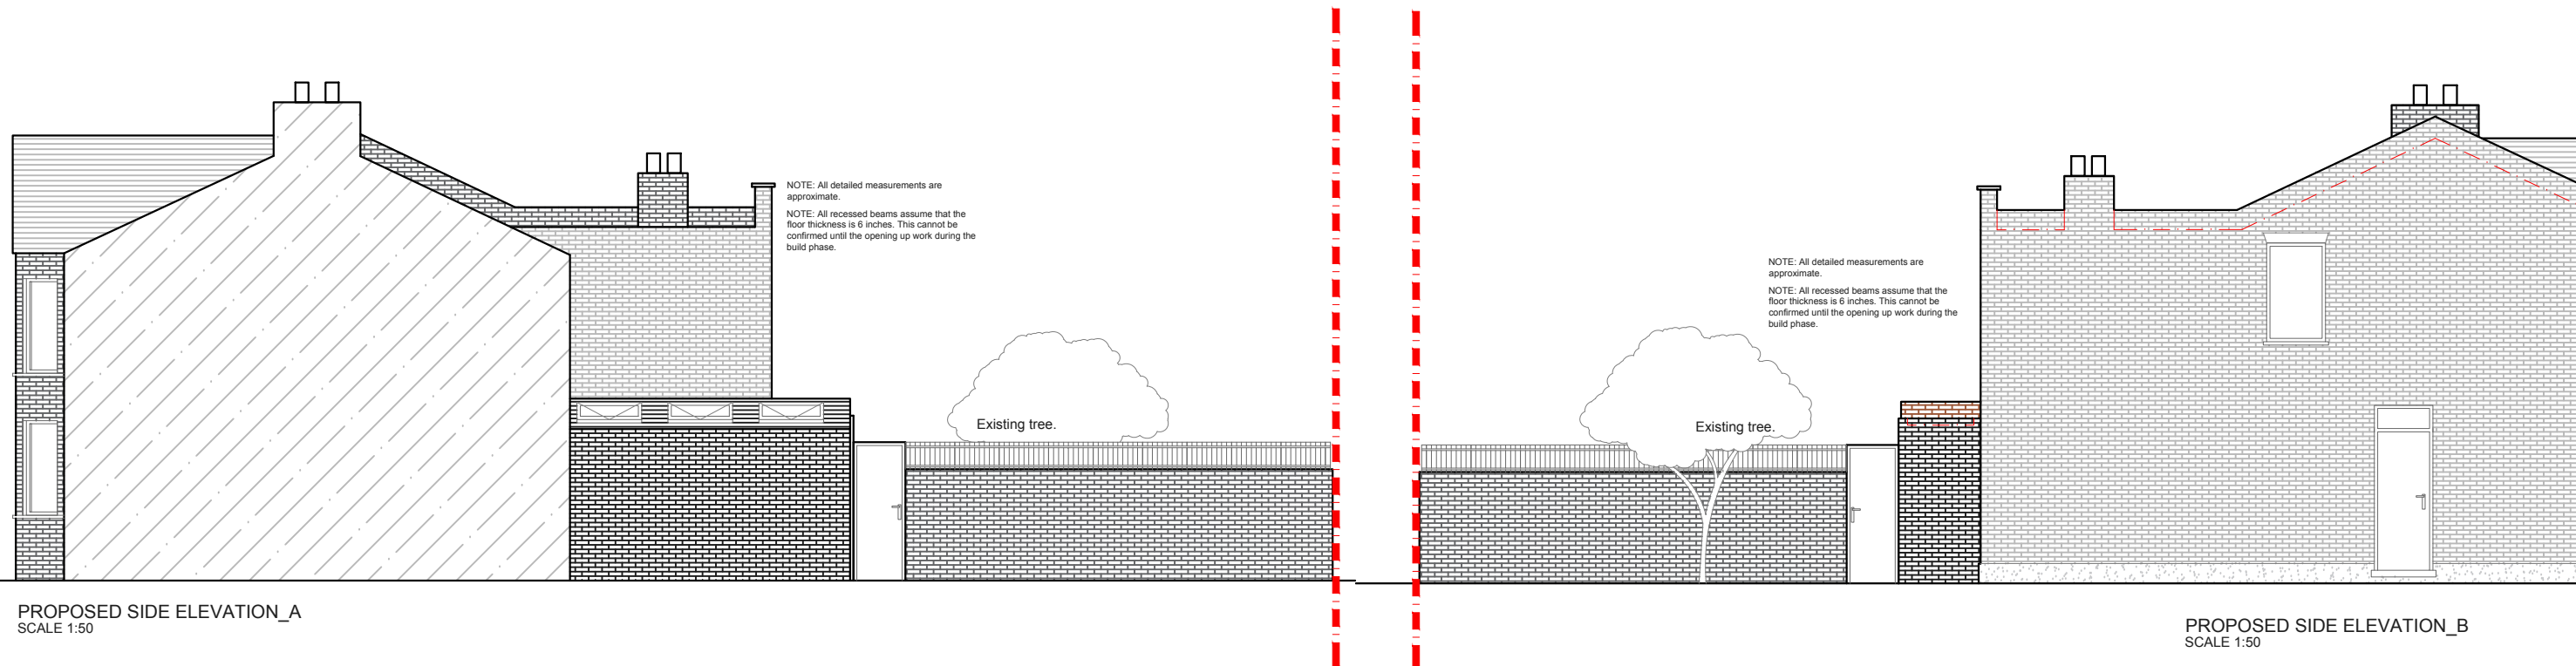 NOTE: All detailed measurements are
approximate.
NOTE: All recessed beams assume that the
floor thickness is 6 inches. This cannot be
confirmed until the opening up work during the
build phase.
Existing tree.
PROPOSED SIDE ELEVATION_A
SCALE 1:50
NOTE: All detailed measurements are
approximate.
NOTE: All recessed beams assume that the
floor thickness is 6 inches. This cannot be
confirmed until the opening up work during the
build phase.
Existing tree.
PROPOSED SIDE ELEVATION_B
SCALE 1:50